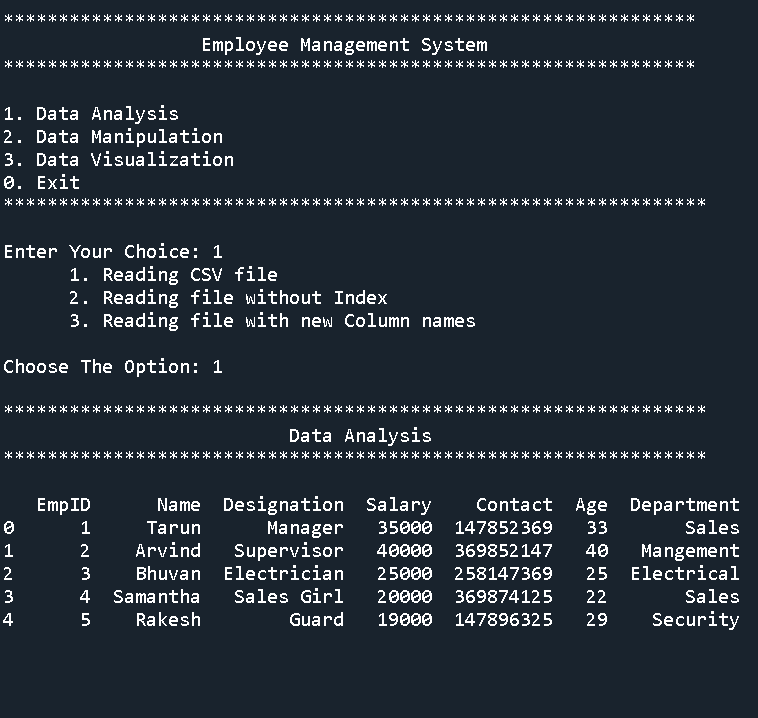 ***************************************************************
Employee Management System
***************************************************************
1. Data Analysis
2. Data Manipulation
3. Data Visualization
0. Exit
****************************************************************
Enter Your Choice: 1
1. Reading CSV file
2. Reading file without Index
3. Reading file with new Column names
Choose The Option: 1
****************************************************************
Data Analysis
****************************************************************
EmpID Name Designation Salary Contact Age Department
0 1 Tarun Manager 35000 147852369 33 Sales
1 2 Arvind Supervisor 40000 369852147 40 Mangement
2 3 Bhuvan Electrician 25000 258147369 25 Electrical
3 4 Samantha Sales Girl 20000 369874125 22 Sales
4 5 Rakesh Guard 19000 147896325 29 Security